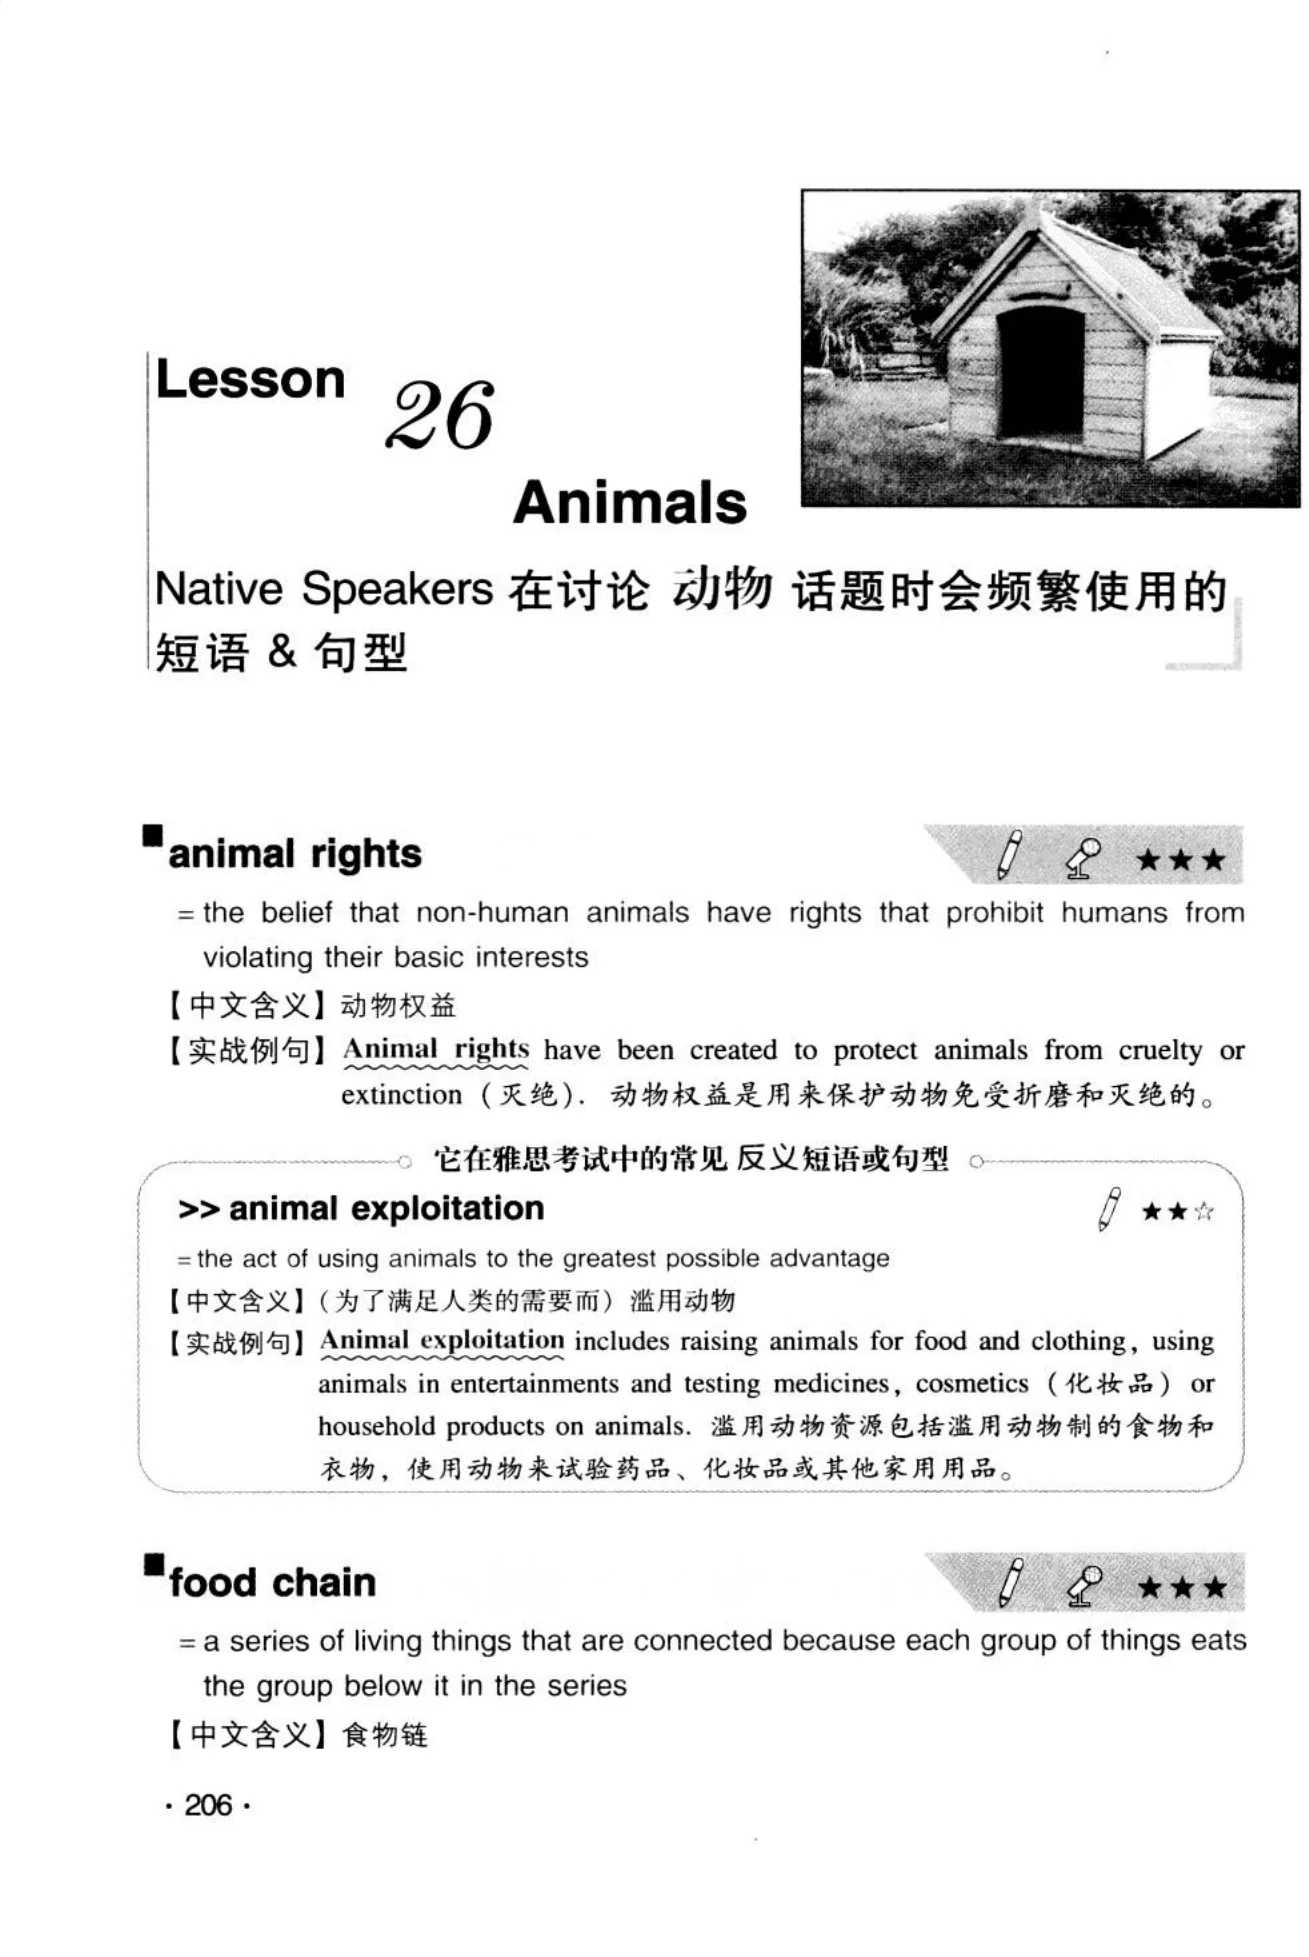 Lesson 26
Animals
Native Speakers 在讨论 动物 话题时会频繁使用的
短语 & 句型
animal rights ★★★
= the belief that non-human animals have rights that prohibit humans from
violating their basic interests
【中文含义】动物权益
【实战例句】Animal rights have been created to protect animals from cruelty or
extinction（灭绝）. 动物权益是用来保护动物免受折磨和灭绝的。
它在雅思考试中的常见 反义短语或句型
>> animal exploitation ★★☆
= the act of using animals to the greatest possible advantage
【中文含义】（为了满足人类的需要而）滥用动物
【实战例句】Animal exploitation includes raising animals for food and clothing, using
animals in entertainments and testing medicines, cosmetics（化妆品）or
household products on animals. 滥用动物资源包括滥用动物制的食物和
衣物，使用动物来试验药品、化妆品或其他家用用品。
food chain ★★★
= a series of living things that are connected because each group of things eats
the group below it in the series
【中文含义】食物链
· 206 ·